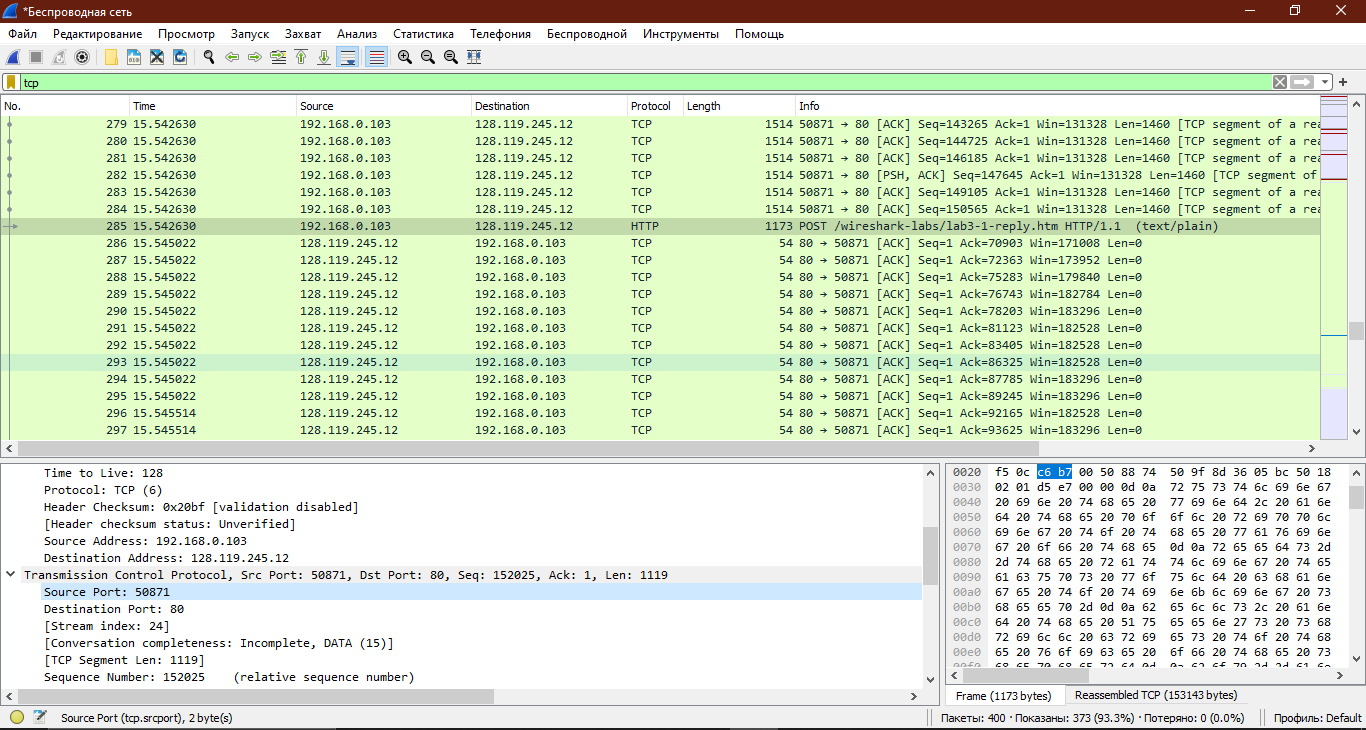 *Беспроводная сеть
Файл Редактирование Просмотр Запуск Захват Анализ Статистика Телефония Беспроводной Инструменты Помощь
tcp
No. Time Source Destination Protocol Length Info
279 15.542630 192.168.0.103 128.119.245.12 TCP 1514 50871 → 80 [ACK] Seq=143265 Ack=1 Win=131328 Len=1460 [TCP segment of a rea
280 15.542630 192.168.0.103 128.119.245.12 TCP 1514 50871 → 80 [ACK] Seq=144725 Ack=1 Win=131328 Len=1460 [TCP segment of a rea
281 15.542630 192.168.0.103 128.119.245.12 TCP 1514 50871 → 80 [ACK] Seq=146185 Ack=1 Win=131328 Len=1460 [TCP segment of a rea
282 15.542630 192.168.0.103 128.119.245.12 TCP 1514 50871 → 80 [PSH, ACK] Seq=147645 Ack=1 Win=131328 Len=1460 [TCP segment of
283 15.542630 192.168.0.103 128.119.245.12 TCP 1514 50871 → 80 [ACK] Seq=149105 Ack=1 Win=131328 Len=1460 [TCP segment of a rea
284 15.542630 192.168.0.103 128.119.245.12 TCP 1514 50871 → 80 [ACK] Seq=150565 Ack=1 Win=131328 Len=1460 [TCP segment of a rea
285 15.542630 192.168.0.103 128.119.245.12 HTTP 1173 POST /wireshark-labs/lab3-1-reply.htm HTTP/1.1 (text/plain)
286 15.545022 128.119.245.12 192.168.0.103 TCP 54 80 → 50871 [ACK] Seq=1 Ack=70903 Win=171008 Len=0
287 15.545022 128.119.245.12 192.168.0.103 TCP 54 80 → 50871 [ACK] Seq=1 Ack=72363 Win=173952 Len=0
288 15.545022 128.119.245.12 192.168.0.103 TCP 54 80 → 50871 [ACK] Seq=1 Ack=75283 Win=179840 Len=0
289 15.545022 128.119.245.12 192.168.0.103 TCP 54 80 → 50871 [ACK] Seq=1 Ack=76743 Win=182784 Len=0
290 15.545022 128.119.245.12 192.168.0.103 TCP 54 80 → 50871 [ACK] Seq=1 Ack=78203 Win=183296 Len=0
291 15.545022 128.119.245.12 192.168.0.103 TCP 54 80 → 50871 [ACK] Seq=1 Ack=81123 Win=182528 Len=0
292 15.545022 128.119.245.12 192.168.0.103 TCP 54 80 → 50871 [ACK] Seq=1 Ack=83405 Win=182528 Len=0
293 15.545022 128.119.245.12 192.168.0.103 TCP 54 80 → 50871 [ACK] Seq=1 Ack=86325 Win=182528 Len=0
294 15.545022 128.119.245.12 192.168.0.103 TCP 54 80 → 50871 [ACK] Seq=1 Ack=87785 Win=183296 Len=0
295 15.545022 128.119.245.12 192.168.0.103 TCP 54 80 → 50871 [ACK] Seq=1 Ack=89245 Win=183296 Len=0
296 15.545514 128.119.245.12 192.168.0.103 TCP 54 80 → 50871 [ACK] Seq=1 Ack=92165 Win=182528 Len=0
297 15.545514 128.119.245.12 192.168.0.103 TCP 54 80 → 50871 [ACK] Seq=1 Ack=93625 Win=183296 Len=0
Time to Live: 128
Protocol: TCP (6)
Header Checksum: 0x20bf [validation disabled]
[Header checksum status: Unverified]
Source Address: 192.168.0.103
Destination Address: 128.119.245.12
Transmission Control Protocol, Src Port: 50871, Dst Port: 80, Seq: 152025, Ack: 1, Len: 1119
Source Port: 50871
Destination Port: 80
[Stream index: 24]
[Conversation completeness: Incomplete, DATA (15)]
[TCP Segment Len: 1119]
Sequence Number: 152025 (relative sequence number)
0020 f5 0c c6 b7 00 50 88 74 50 9f 8d 36 05 bc 50 18
0030 02 01 d5 e7 00 00 0d 0a 72 75 73 74 6c 69 6e 67
0040 20 69 6e 20 74 68 65 20 77 69 6e 64 2c 20 61 6e
0050 64 20 74 68 65 20 70 6f 6f 6c 20 72 69 70 70 6c
0060 69 6e 67 20 74 6f 20 74 68 65 20 77 61 76 69 6e
0070 67 20 6f 66 20 74 68 65 0d 0a 72 65 65 64 73 2d
0080 2d 74 68 65 20 72 61 74 74 6c 69 6e 67 20 74 65
0090 61 63 75 70 73 20 77 6f 75 6c 64 20 63 68 61 6e
00a0 67 65 20 74 6f 20 74 69 6e 6b 6c 69 6e 67 20 73
00b0 68 65 65 70 2d 0d 0a 62 65 6c 6c 73 2c 20 61 6e
00c0 64 20 74 68 65 20 51 75 65 65 6e 27 73 20 73 68
00d0 72 69 6c 6c 20 63 72 69 65 73 20 74 6f 20 74 68
00e0 65 20 76 6f 69 63 65 20 6f 66 20 74 68 65 20 73
00f0 68 65 70 68 65 72 64 0d 0a 62 6f 79 2d 2d 61 6e
Frame (1173 bytes) Reassembled TCP (153143 bytes)
Source Port (tcp.srcport), 2 byte(s) Пакеты: 400 · Показаны: 373 (93.3%) · Потеряно: 0 (0.0%) Профиль: Default